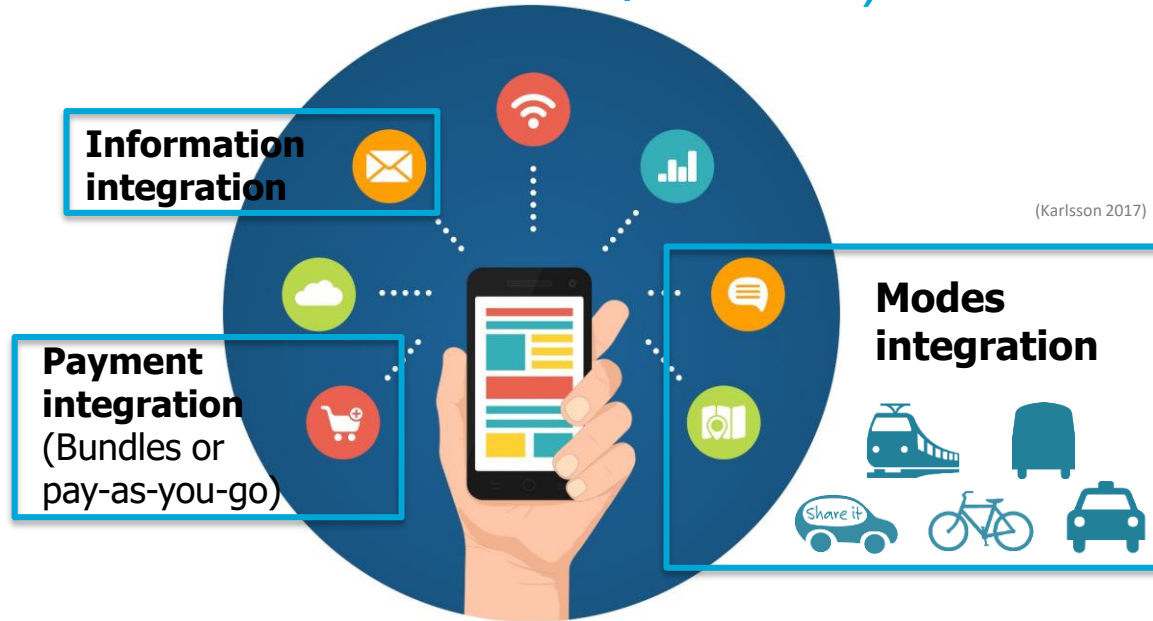 Information
integration
(Karlsson 2017)
Modes
integration
Payment
integration
(Bundles or
pay-as-you-go)
Share it